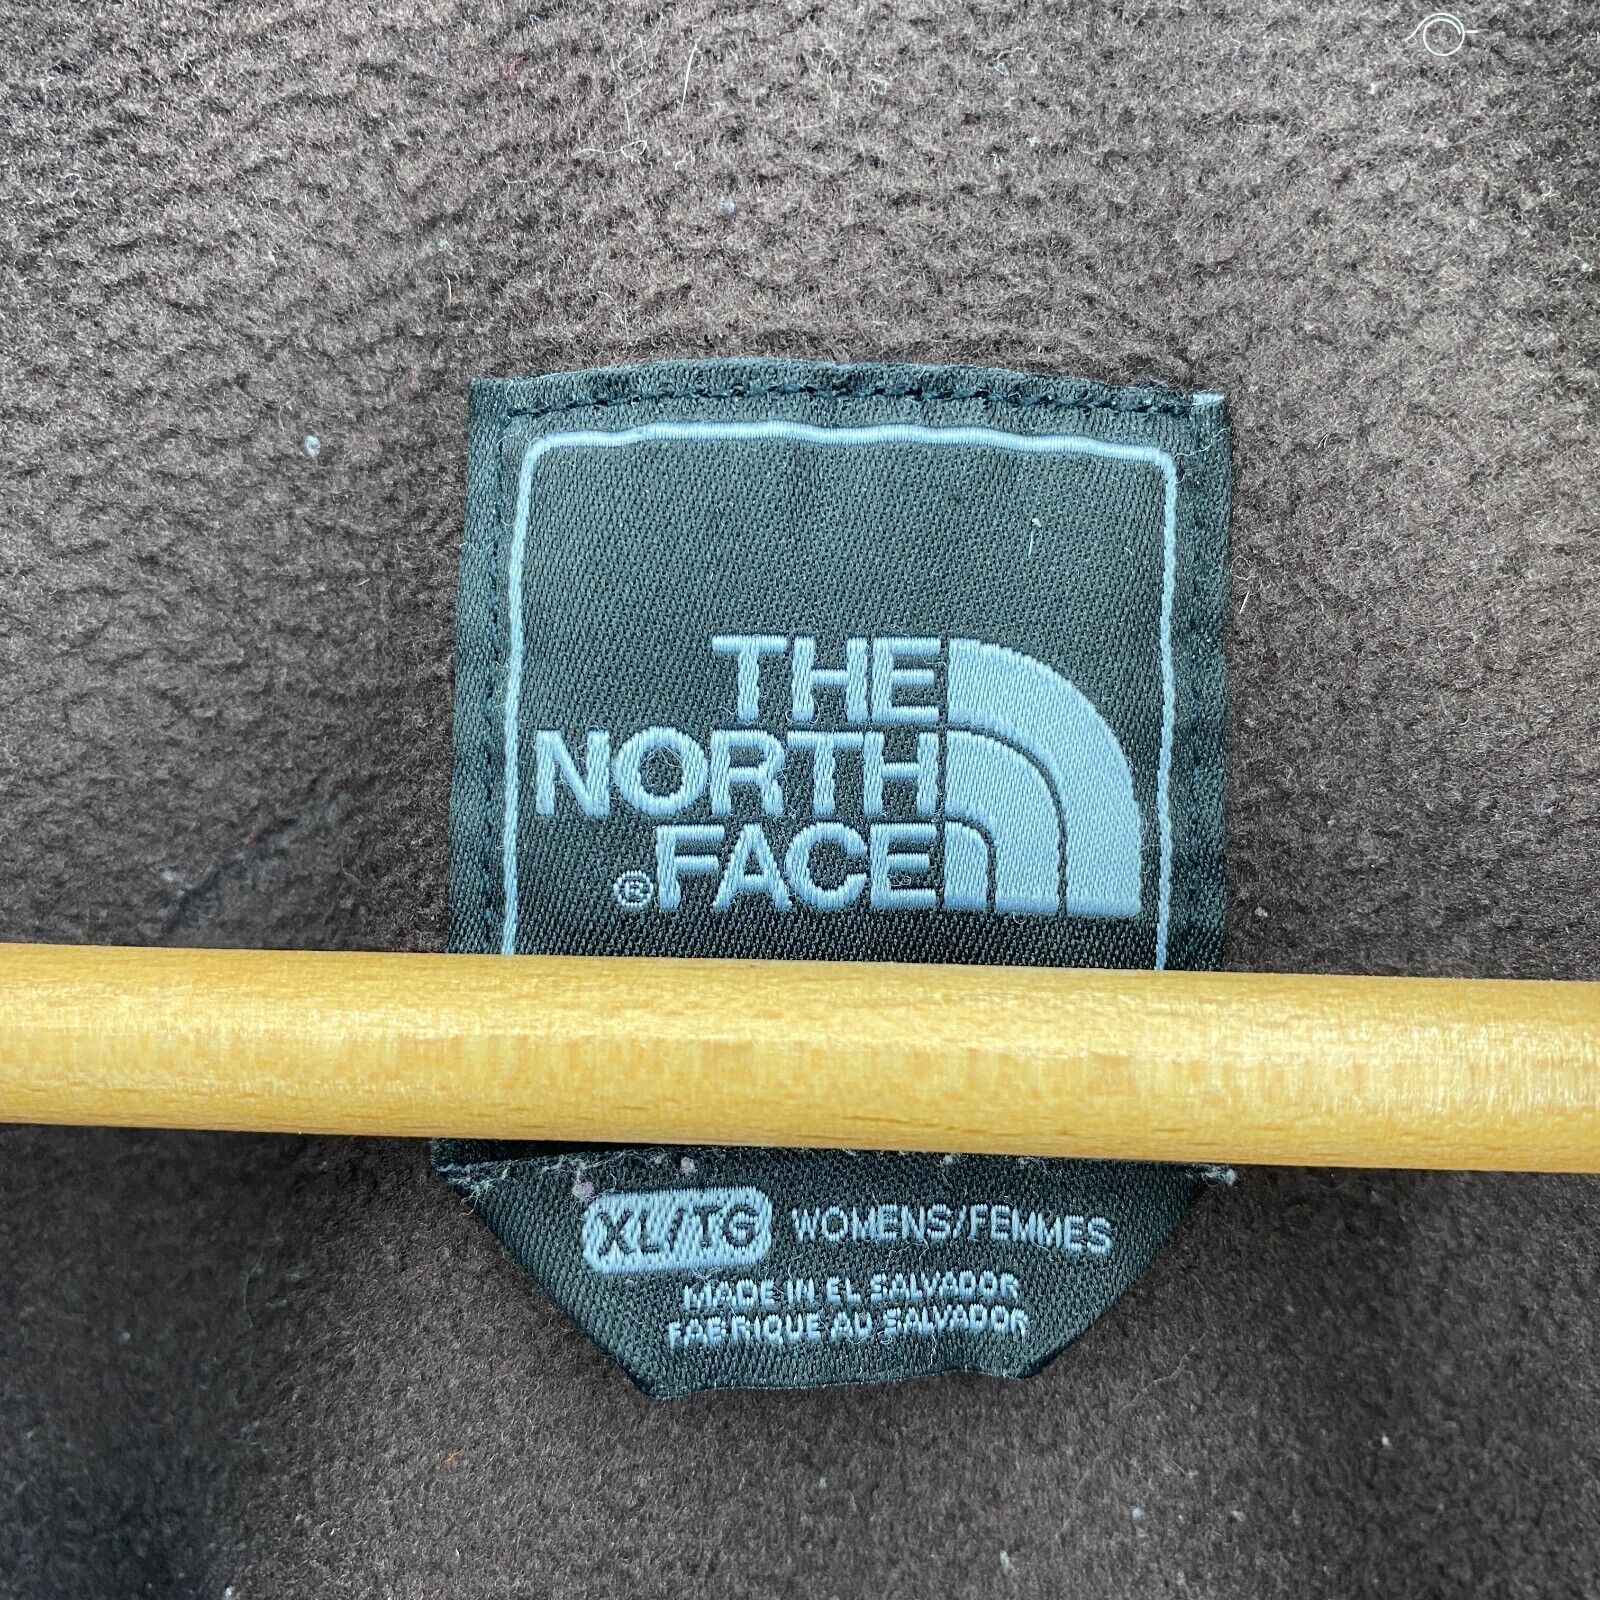 THE
NORTH
® FACE
XL/TG WOMENS/FEMMES
MADE IN EL SALVADOR
FABRIQUE AU SALVADOR